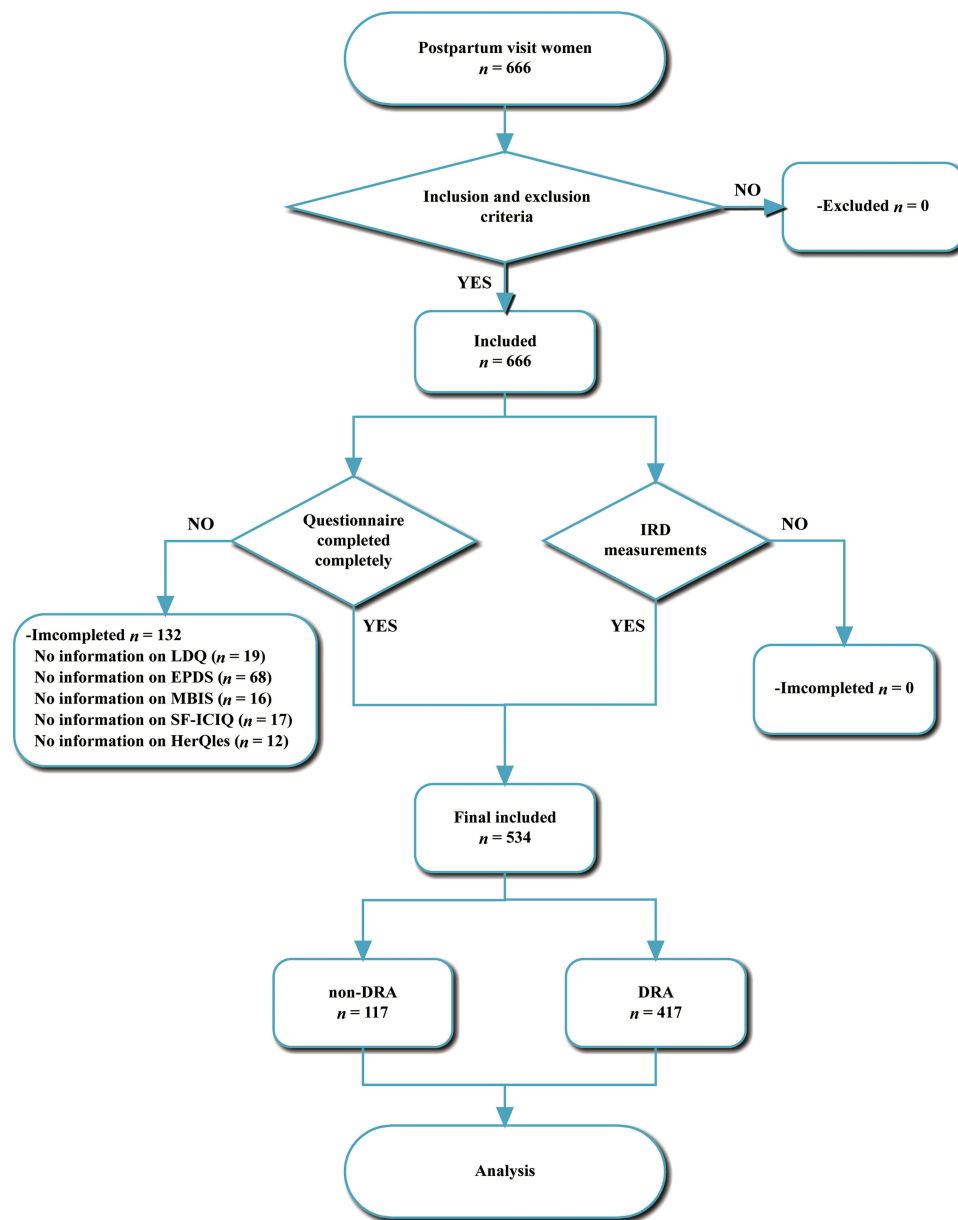 Postpartum visit women
n = 666
Inclusion and exclusion
criteria
NO
-Excluded n = 0
YES
Included
n = 666
NO
Questionnaire
completed
completely
YES
IRD
measurements
NO
YES
-Imcompleted n = 132
No information on LDQ (n = 19)
No information on EPDS (n = 68)
No information on MBIS (n = 16)
No information on SF-ICIQ (n = 17)
No information on HerQles (n = 12)
-Imcompleted n = 0
Final included
n = 534
non-DRA
n = 117
DRA
n = 417
Analysis